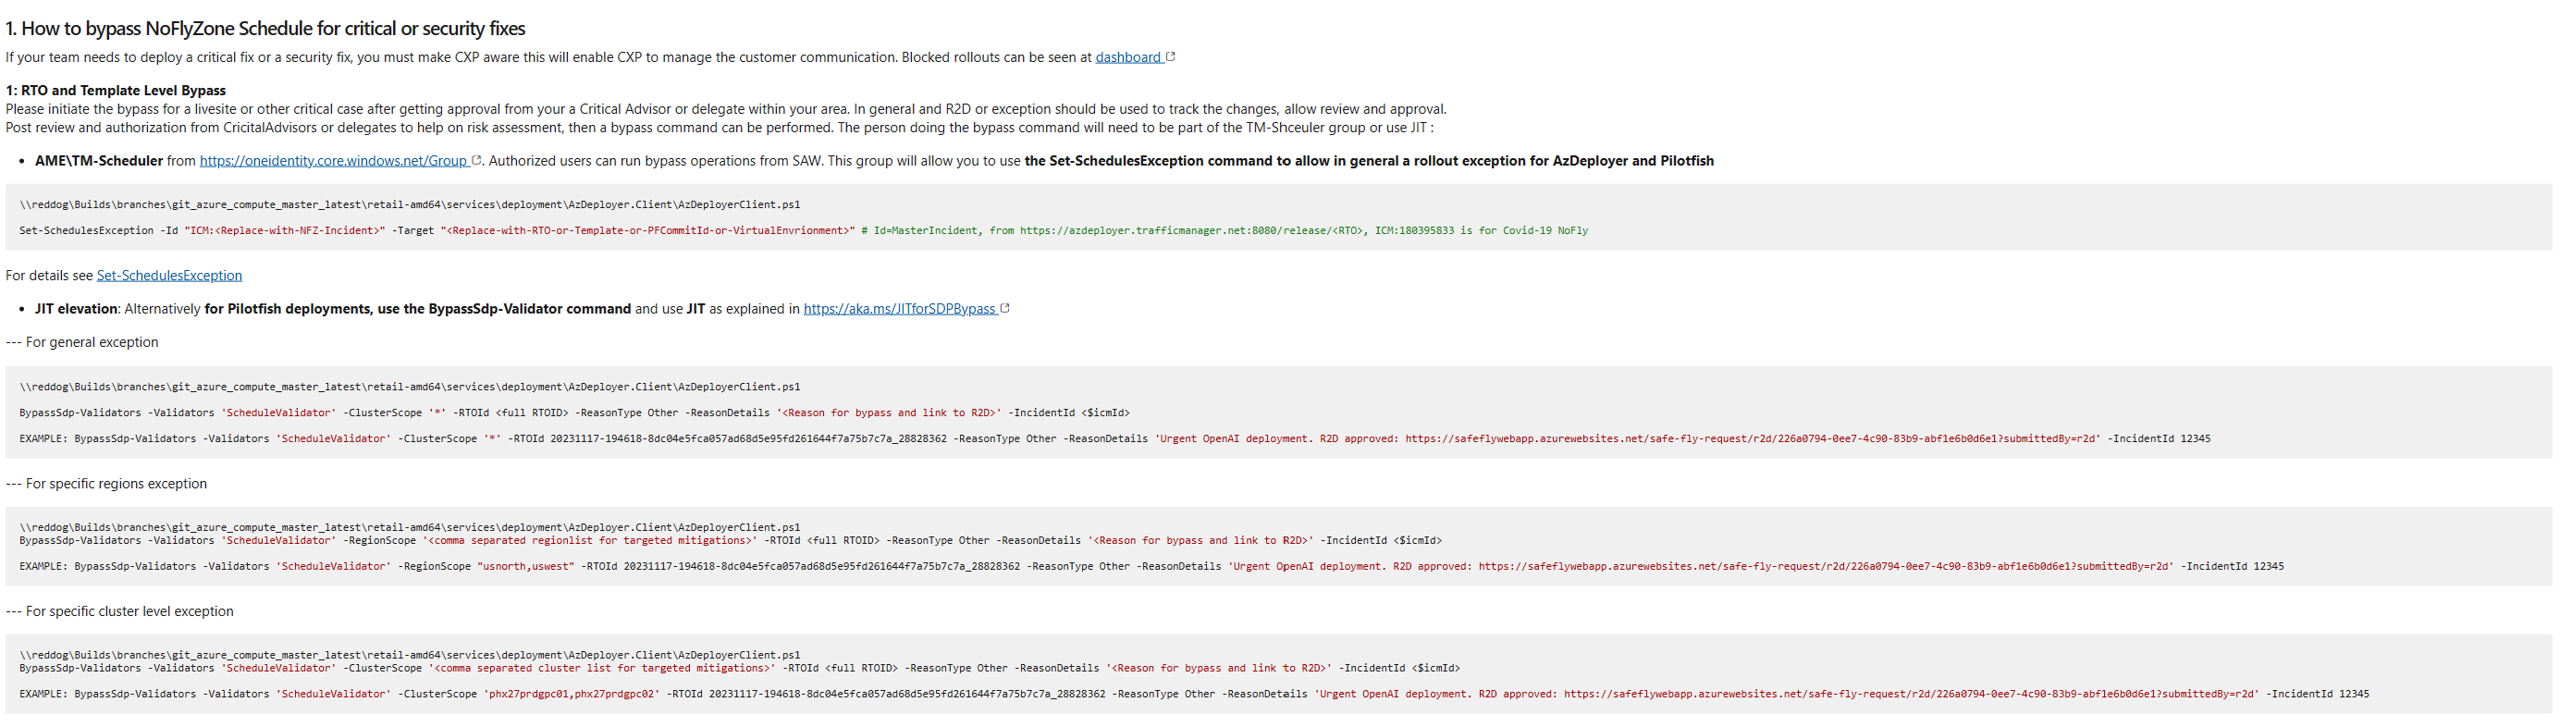 1. How to bypass NoFlyZone Schedule for critical or security fixes
If your team needs to deploy a critical fix or a security fix, you must make CXP aware this will enable CXP to manage the customer communication. Blocked rollouts can be seen at dashboard
1: RTO and Template Level Bypass
Please initiate the bypass for a livesite or other critical case after getting approval from your a Critical Advisor or delegate within your area. In general and R2D or exception should be used to track the changes, allow review and approval.
Post review and authorization from CricitalAdvisors or delegates to help on risk assessment, then a bypass command can be performed. The person doing the bypass command will need to be part of the TM-Shceuler group or use JIT :
• AME\TM-Scheduler from https://oneidentity.core.windows.net/Group . Authorized users can run bypass operations from SAW. This group will allow you to use the Set-SchedulesException command to allow in general a rollout exception for AzDeployer and Pilotfish
\\reddog\Builds\branches\git_azure_compute_master_latest\retail-amd64\services\deployment\AzDeployer.Client\AzDeployerClient.ps1
Set-SchedulesException -Id "ICM:<Replace-with-NFZ-Incident>" -Target "<Replace-with-RTO-or-Template-or-PFCommitId-or-VirtualEnvrionment>" # Id=MasterIncident, from https://azdeployer.trafficmanager.net:8080/release/<RTO>, ICM:180395833 is for Covid-19 NoFly
For details see Set-SchedulesException
• JIT elevation: Alternatively for Pilotfish deployments, use the BypassSdp-Validator command and use JIT as explained in https://aka.ms/JITforSDPBypass
--- For general exception
\\reddog\Builds\branches\git_azure_compute_master_latest\retail-amd64\services\deployment\AzDeployer.Client\AzDeployerClient.ps1
BypassSdp-Validators -Validators 'ScheduleValidator' -ClusterScope '*' -RTOId <full RTOID> -ReasonType Other -ReasonDetails '<Reason for bypass and link to R2D>' -IncidentId <$icmId>
EXAMPLE: BypassSdp-Validators -Validators 'ScheduleValidator' -ClusterScope '*' -RTOId 20231117-194618-8dc04e5fca057ad68d5e95fd261644f7a75b7c7a_28828362 -ReasonType Other -ReasonDetails 'Urgent OpenAI deployment. R2D approved: https://safeflywebapp.azurewebsites.net/safe-fly-request/r2d/226a0794-0ee7-4c90-83b9-abf1e6b0d6e1?submittedBy=r2d' -IncidentId 12345
--- For specific regions exception
\\reddog\Builds\branches\git_azure_compute_master_latest\retail-amd64\services\deployment\AzDeployer.Client\AzDeployerClient.ps1
BypassSdp-Validators -Validators 'ScheduleValidator' -RegionScope '<comma separated regionlist for targeted mitigations>' -RTOId <full RTOID> -ReasonType Other -ReasonDetails '<Reason for bypass and link to R2D>' -IncidentId <$icmId>
EXAMPLE: BypassSdp-Validators -Validators 'ScheduleValidator' -RegionScope "usnorth,uswest" -RTOId 20231117-194618-8dc04e5fca057ad68d5e95fd261644f7a75b7c7a_28828362 -ReasonType Other -ReasonDetails 'Urgent OpenAI deployment. R2D approved: https://safeflywebapp.azurewebsites.net/safe-fly-request/r2d/226a0794-0ee7-4c90-83b9-abf1e6b0d6e1?submittedBy=r2d' -IncidentId 12345
--- For specific cluster level exception
\\reddog\Builds\branches\git_azure_compute_master_latest\retail-amd64\services\deployment\AzDeployer.Client\AzDeployerClient.ps1
BypassSdp-Validators -Validators 'ScheduleValidator' -ClusterScope '<comma separated cluster list for targeted mitigations>' -RTOId <full RTOID> -ReasonType Other -ReasonDetails '<Reason for bypass and link to R2D>' -IncidentId <$icmId>
EXAMPLE: BypassSdp-Validators -Validators 'ScheduleValidator' -ClusterScope 'phx27prdgpc01,phx27prdgpc02' -RTOId 20231117-194618-8dc04e5fca057ad68d5e95fd261644f7a75b7c7a_28828362 -ReasonType Other -ReasonDetails 'Urgent OpenAI deployment. R2D approved: https://safeflywebapp.azurewebsites.net/safe-fly-request/r2d/226a0794-0ee7-4c90-83b9-abf1e6b0d6e1?submittedBy=r2d' -IncidentId 12345